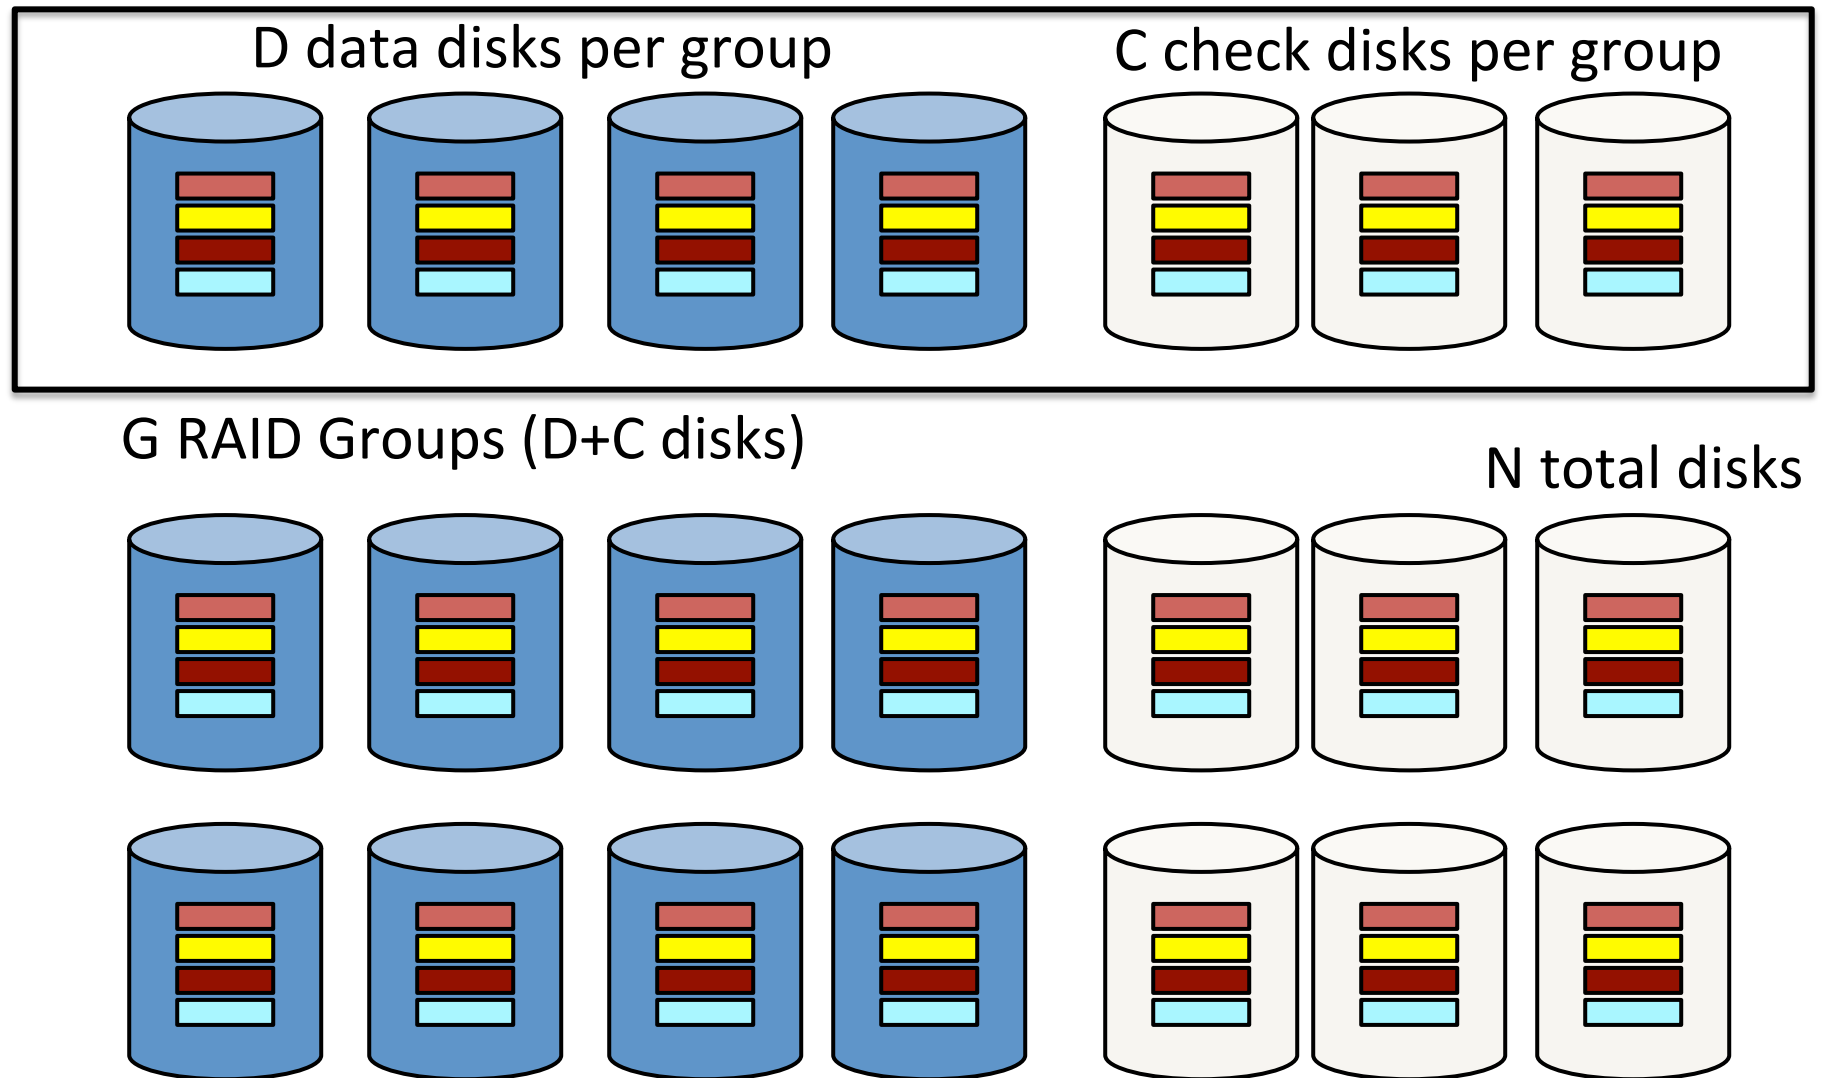 D data disks per group
C check disks per group
G RAID Groups (D+C disks)
N total disks